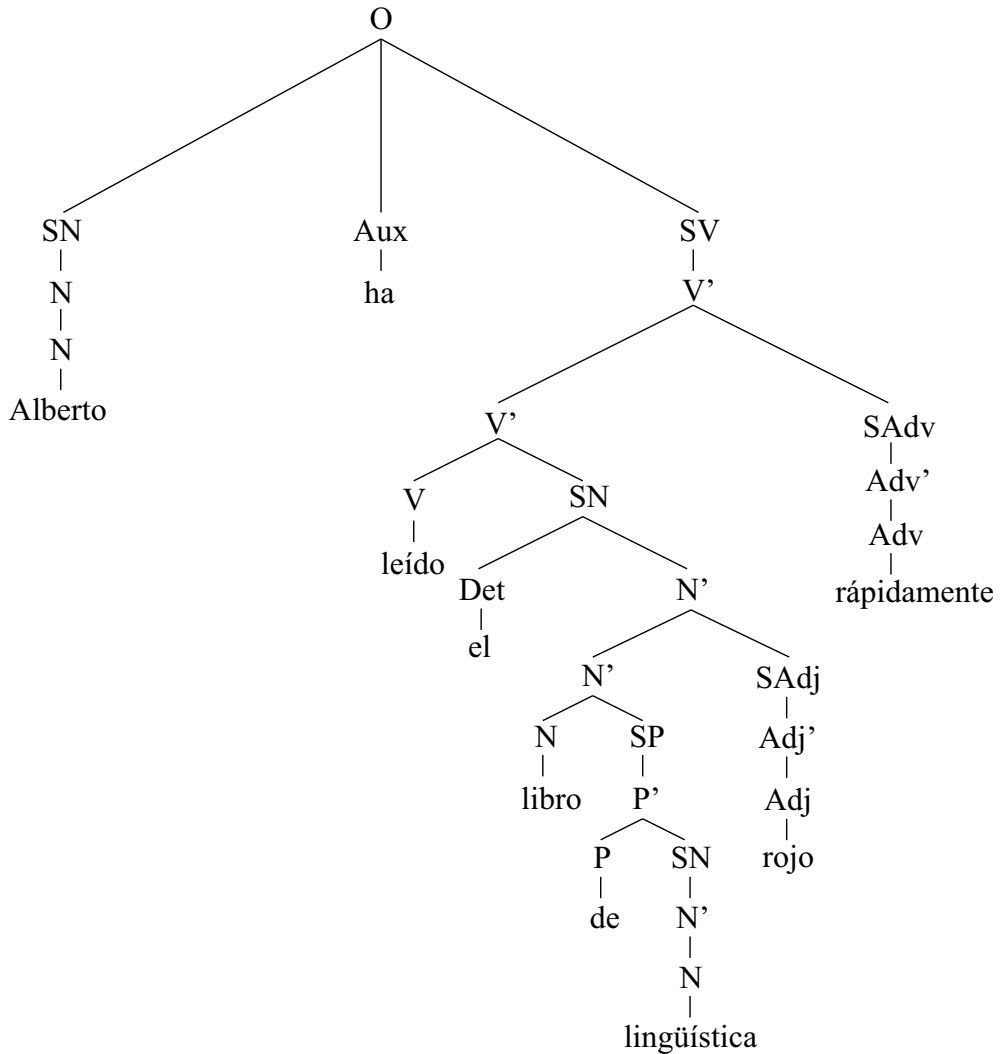 O
SN Aux SV
N ha V’
N
Alberto V’ SAdv
V SN Adv’
leído Adv
Det N’ rápidamente
el
N’ SAdj
N SP Adj’
libro P’ Adj
P SN rojo
de N’
N
lingüística